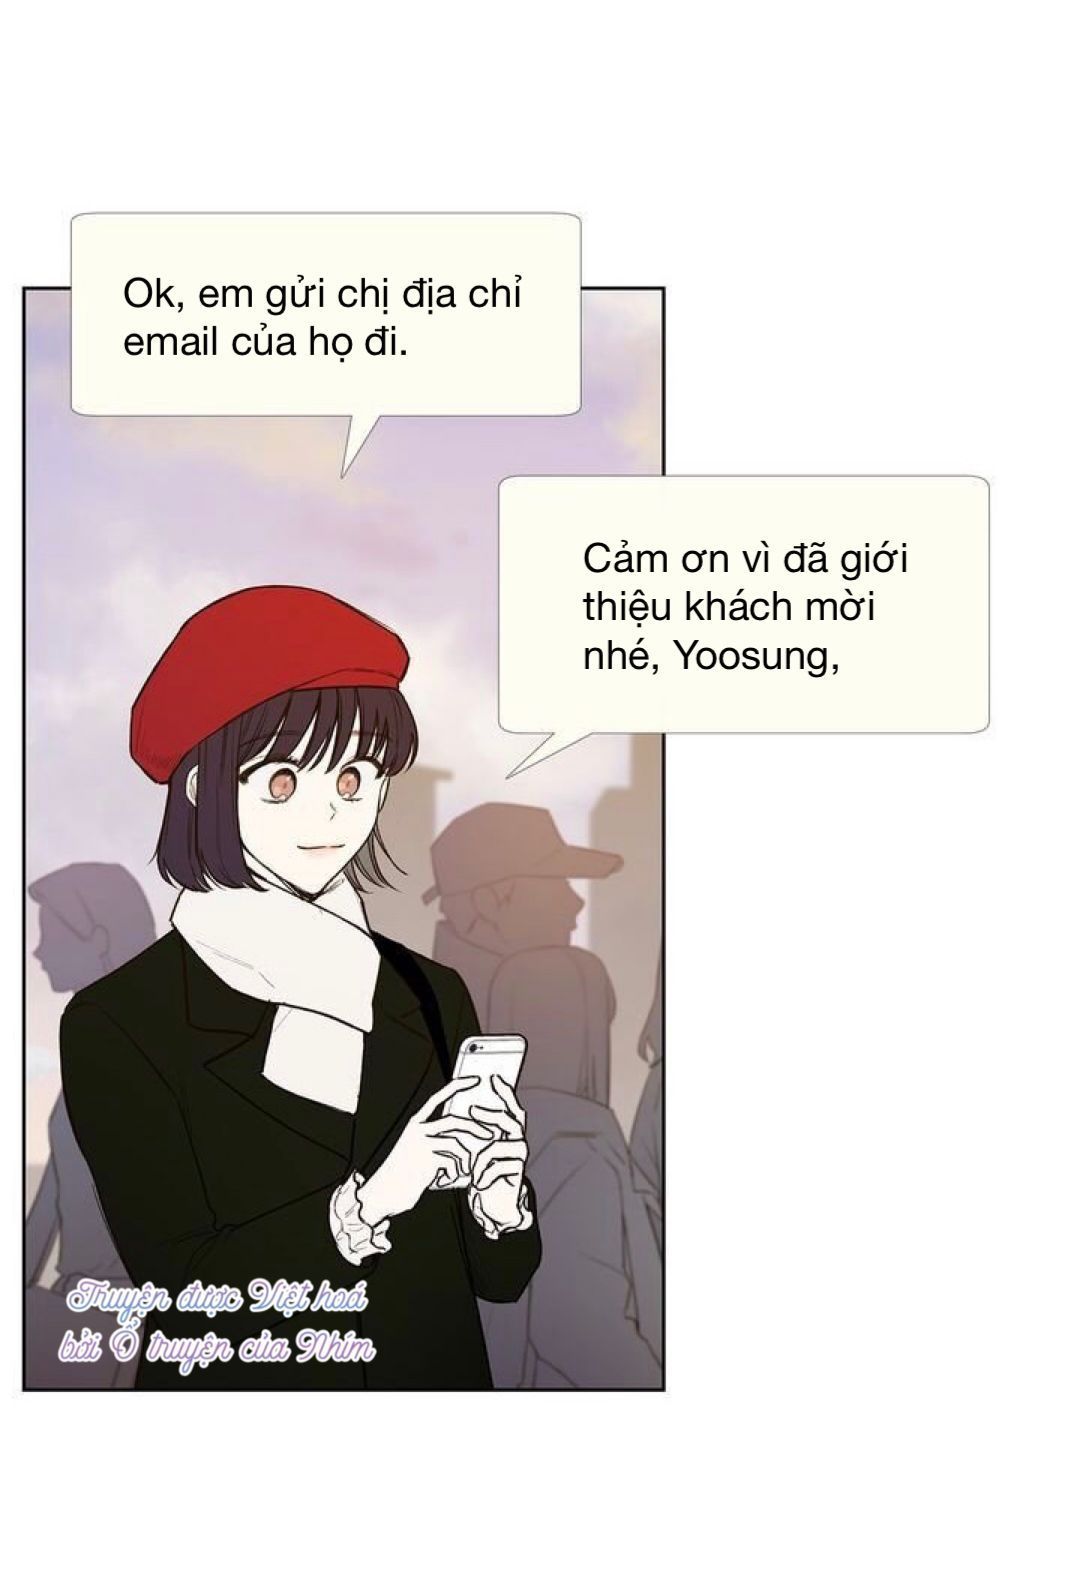 Ok, em gửi chị địa chỉ
email của họ đi.
Cảm ơn vì đã giới
thiệu khách mời
nhé, Yoosung,
Truyện được Việt hoá
bởi Ổ truyện của Nhím